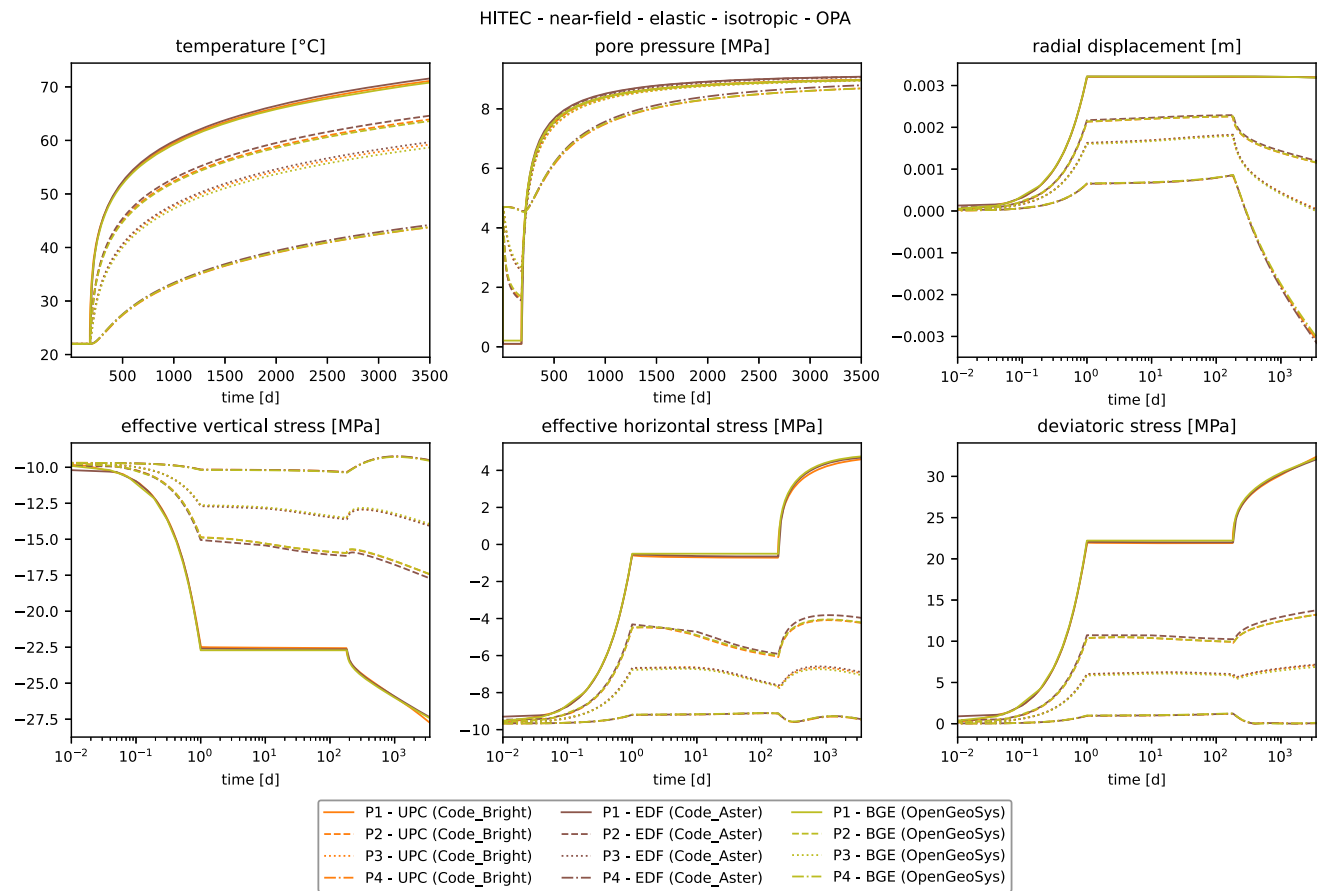 HITEC - near-field - elastic - isotropic - OPA
temperature [°C]
pore pressure [MPa]
radial displacement [m]
70
60
50
40
30
20
500 1000 1500 2000 2500 3000 3500
8
6
4
2
0
500 1000 1500 2000 2500 3000 3500
time [d]
0.003
0.002
0.001
0.000
−0.001
−0.002
−0.003
10⁻² 10⁻¹ 10⁰ 10¹ 10² 10³
time [d]
effective vertical stress [MPa]
effective horizontal stress [MPa]
deviatoric stress [MPa]
−10.0
−12.5
−15.0
−17.5
−20.0
−22.5
−25.0
−27.5
10⁻² 10⁻¹ 10⁰ 10¹ 10² 10³
time [d]
4
2
0
−2
−4
−6
−8
−10
10⁻² 10⁻¹ 10⁰ 10¹ 10² 10³
time [d]
30
25
20
15
10
5
0
10⁻² 10⁻¹ 10⁰ 10¹ 10² 10³
time [d]
P1 - UPC (Code_Bright)
P2 - UPC (Code_Bright)
P3 - UPC (Code_Bright)
P4 - UPC (Code_Bright)
P1 - EDF (Code_Aster)
P2 - EDF (Code_Aster)
P3 - EDF (Code_Aster)
P4 - EDF (Code_Aster)
P1 - BGE (OpenGeoSys)
P2 - BGE (OpenGeoSys)
P3 - BGE (OpenGeoSys)
P4 - BGE (OpenGeoSys)